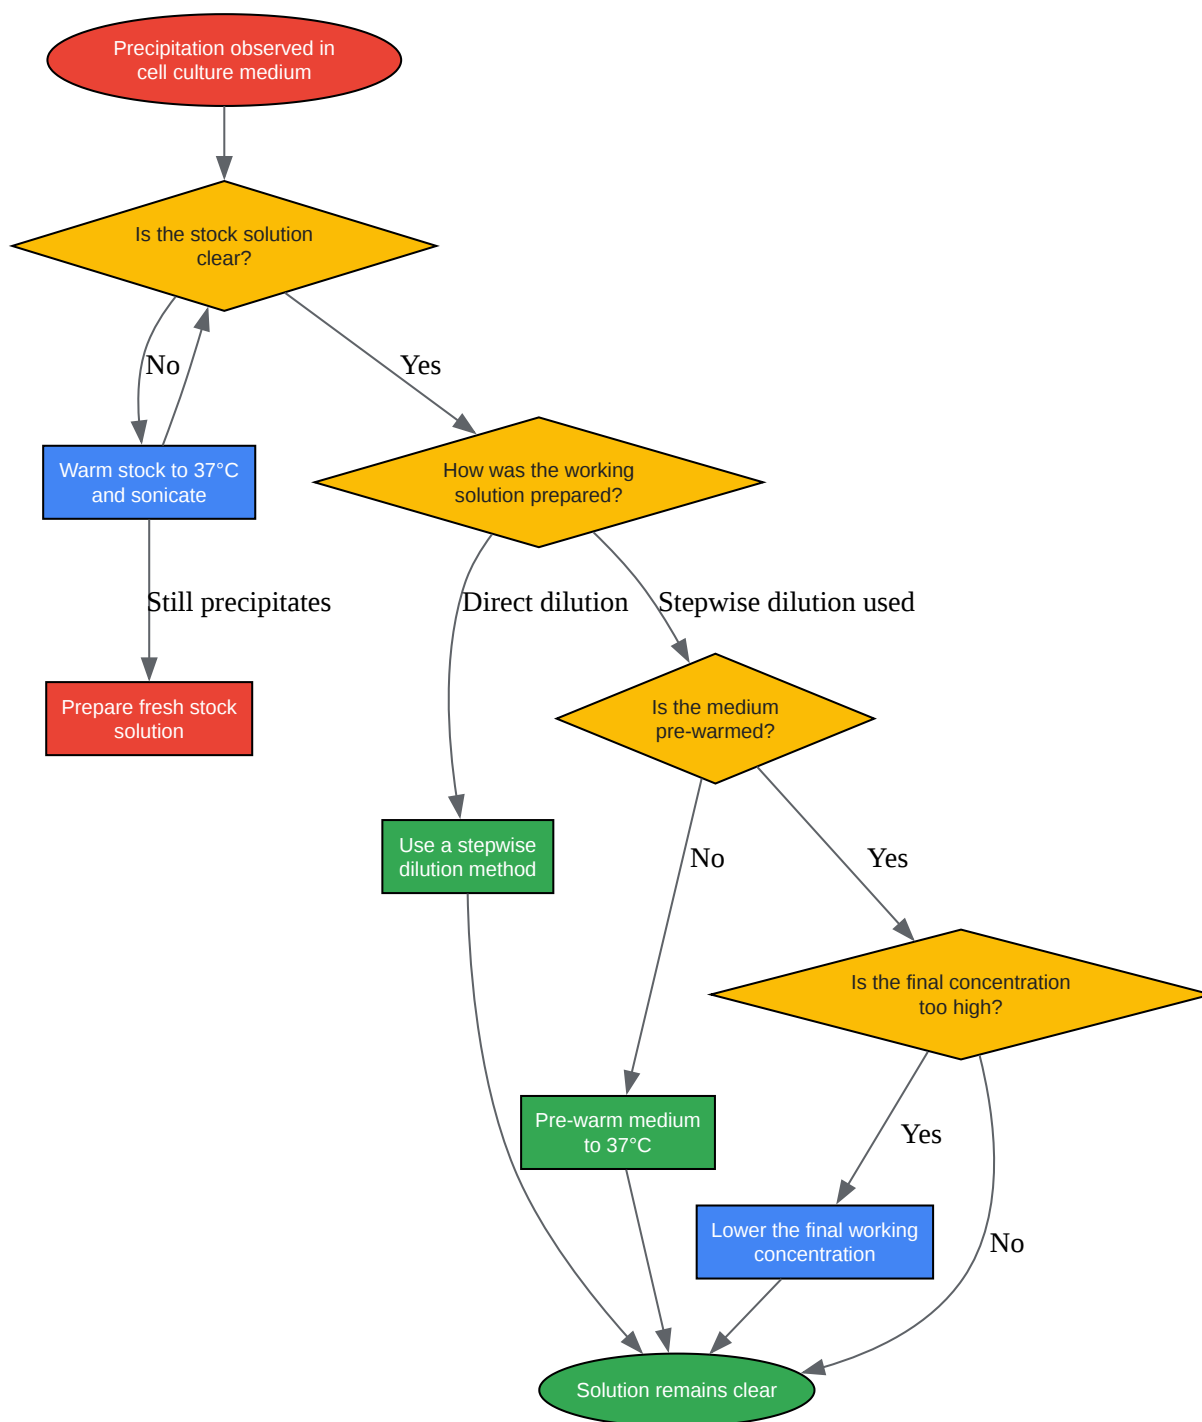 Precipitation observed in
cell culture medium
Is the stock solution
clear?
No
Yes
Warm stock to 37°C
and sonicate
How was the working
solution prepared?
Still precipitates
Direct dilution
Stepwise dilution used
Prepare fresh stock
solution
Is the medium
pre-warmed?
Use a stepwise
dilution method
No
Yes
Is the final concentration
too high?
Pre-warm medium
to 37°C
Yes
Lower the final working
concentration
No
Solution remains clear